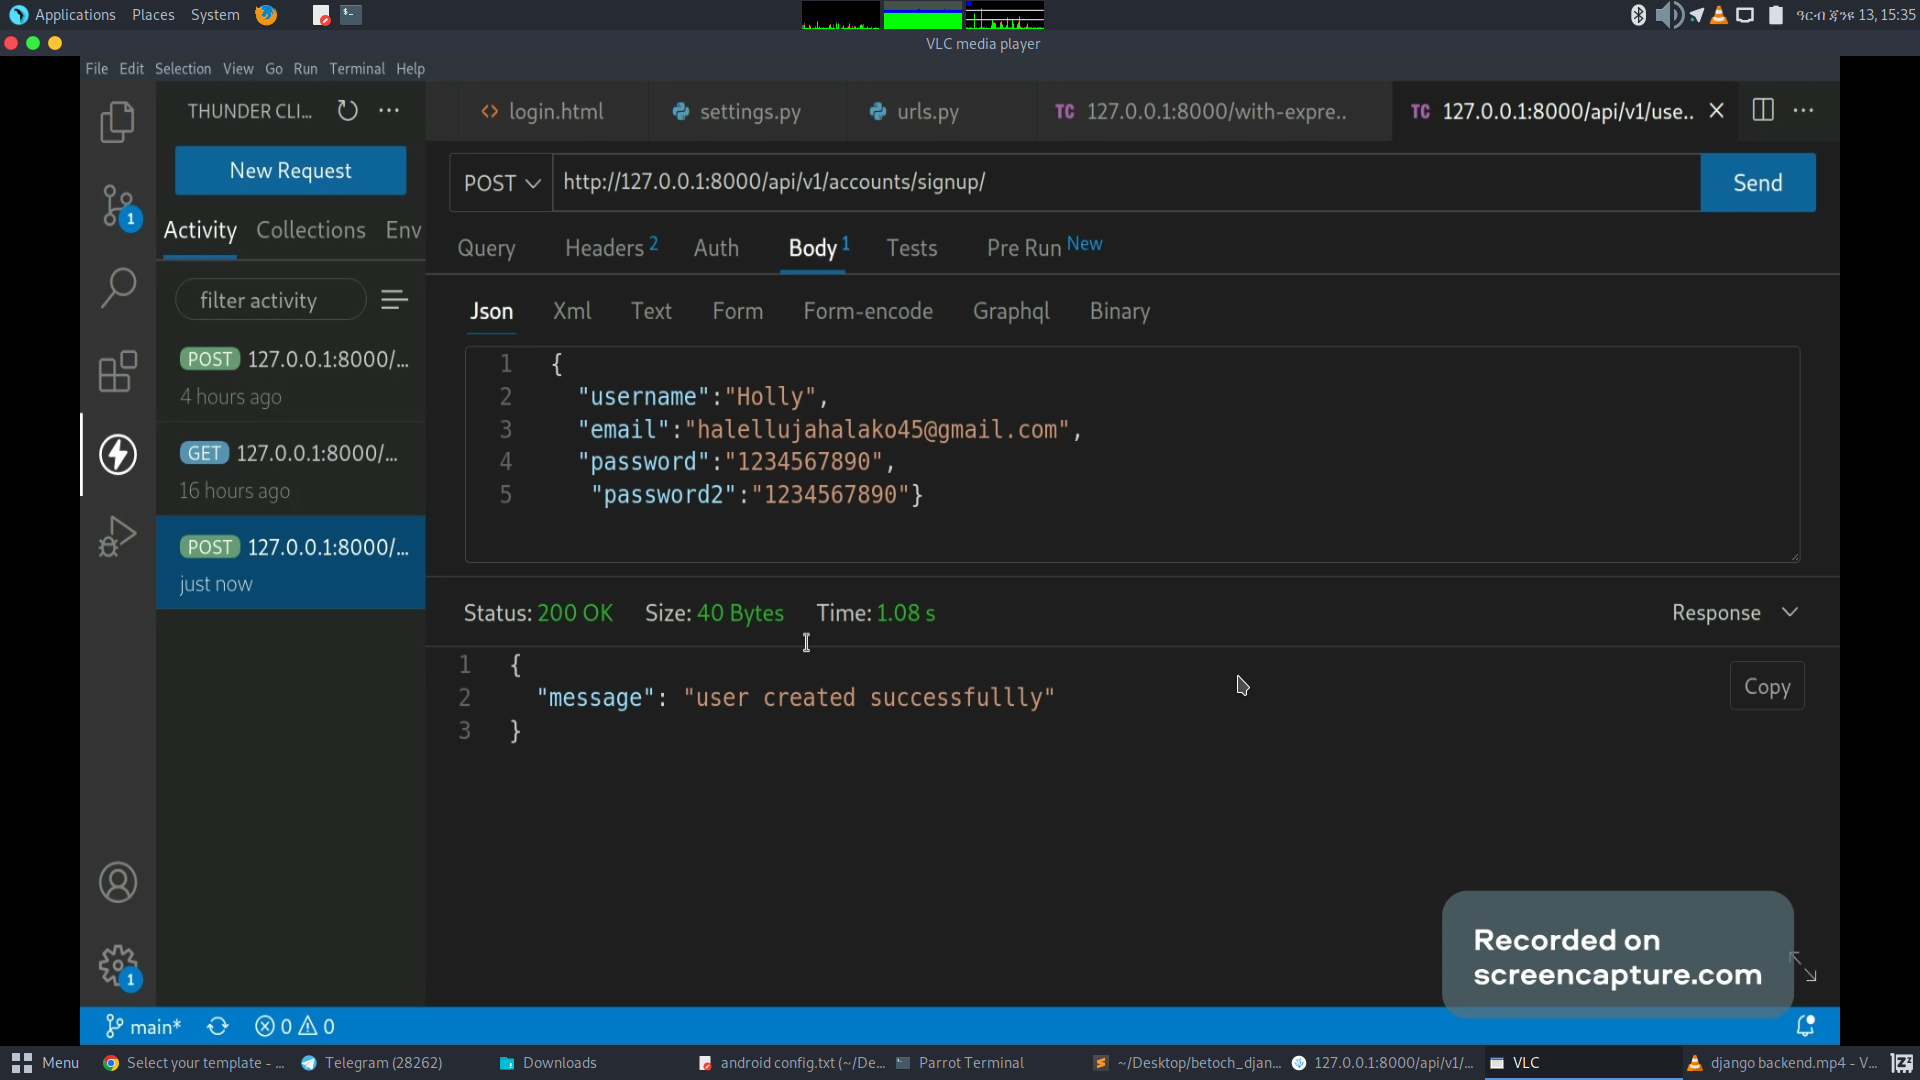 Applications Places System
ዓርብ ጃንዩ 13, 15:35
VLC media player
File Edit Selection View Go Run Terminal Help
THUNDER CLI... ···
login.html settings.py urls.py TC 127.0.0.1:8000/with-expre.. TC 127.0.0.1:8000/api/v1/use.. ···
New Request
POST http://127.0.0.1:8000/api/v1/accounts/signup/ Send
1
Activity Collections Env
Query Headers 2 Auth Body 1 Tests Pre Run New
filter activity
Json Xml Text Form Form-encode Graphql Binary
POST 127.0.0.1:8000/...
4 hours ago
GET 127.0.0.1:8000/...
16 hours ago
POST 127.0.0.1:8000/...
just now
1 {
2 "username":"Holly",
3 "email":"halellujahalako45@gmail.com",
4 "password":"1234567890",
5 "password2":"1234567890"}
Status: 200 OK Size: 40 Bytes Time: 1.08 s Response
1 {
2 "message": "user created successfullly"
3 }
Copy
1
Recorded on
screencapture.com
main* 0 0
Menu Select your template - ... Telegram (28262) Downloads android config.txt (~/De... Parrot Terminal ~/Desktop/betoch_djan... 127.0.0.1:8000/api/v1/... VLC django backend.mp4 - V...